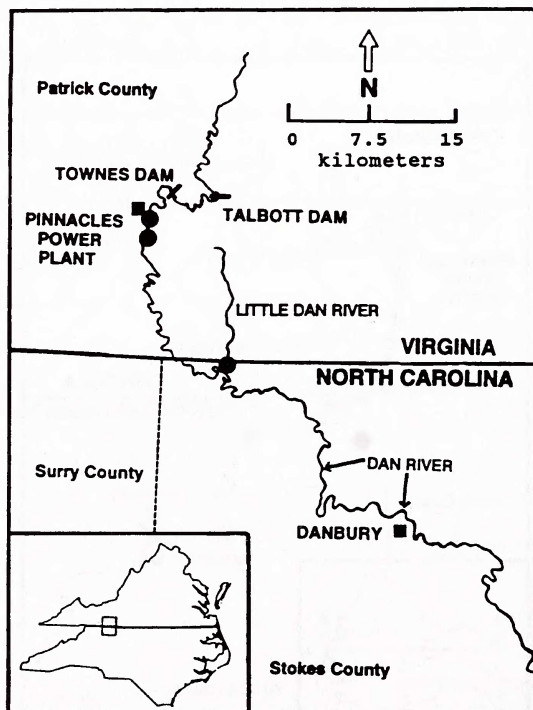 Patrick County
N
0 7.5 15
kilometers
TOWNES DAM
TALBOTT DAM
PINNACLES
POWER
PLANT
LITTLE DAN RIVER
VIRGINIA
NORTH CAROLINA
Surry County
DAN RIVER
DANBURY
Stokes County